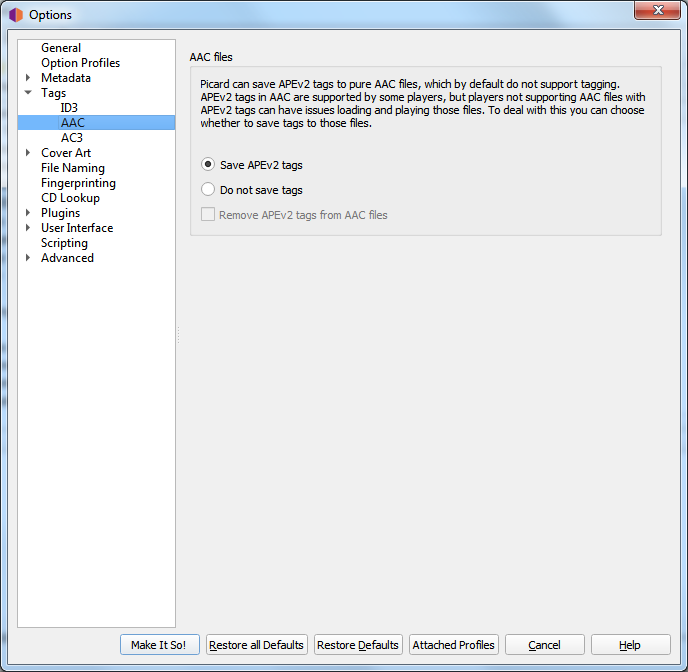 Options
General
Option Profiles
Metadata
Tags
ID3
AAC
AC3
Cover Art
File Naming
Fingerprinting
CD Lookup
Plugins
User Interface
Scripting
Advanced
AAC files
Picard can save APEv2 tags to pure AAC files, which by default do not support tagging.
APEv2 tags in AAC are supported by some players, but players not supporting AAC files with
APEv2 tags can have issues loading and playing those files. To deal with this you can choose
whether to save tags to those files.
Save APEv2 tags
Do not save tags
Remove APEv2 tags from AAC files
Make It So! Restore all Defaults Restore Defaults Attached Profiles Cancel Help